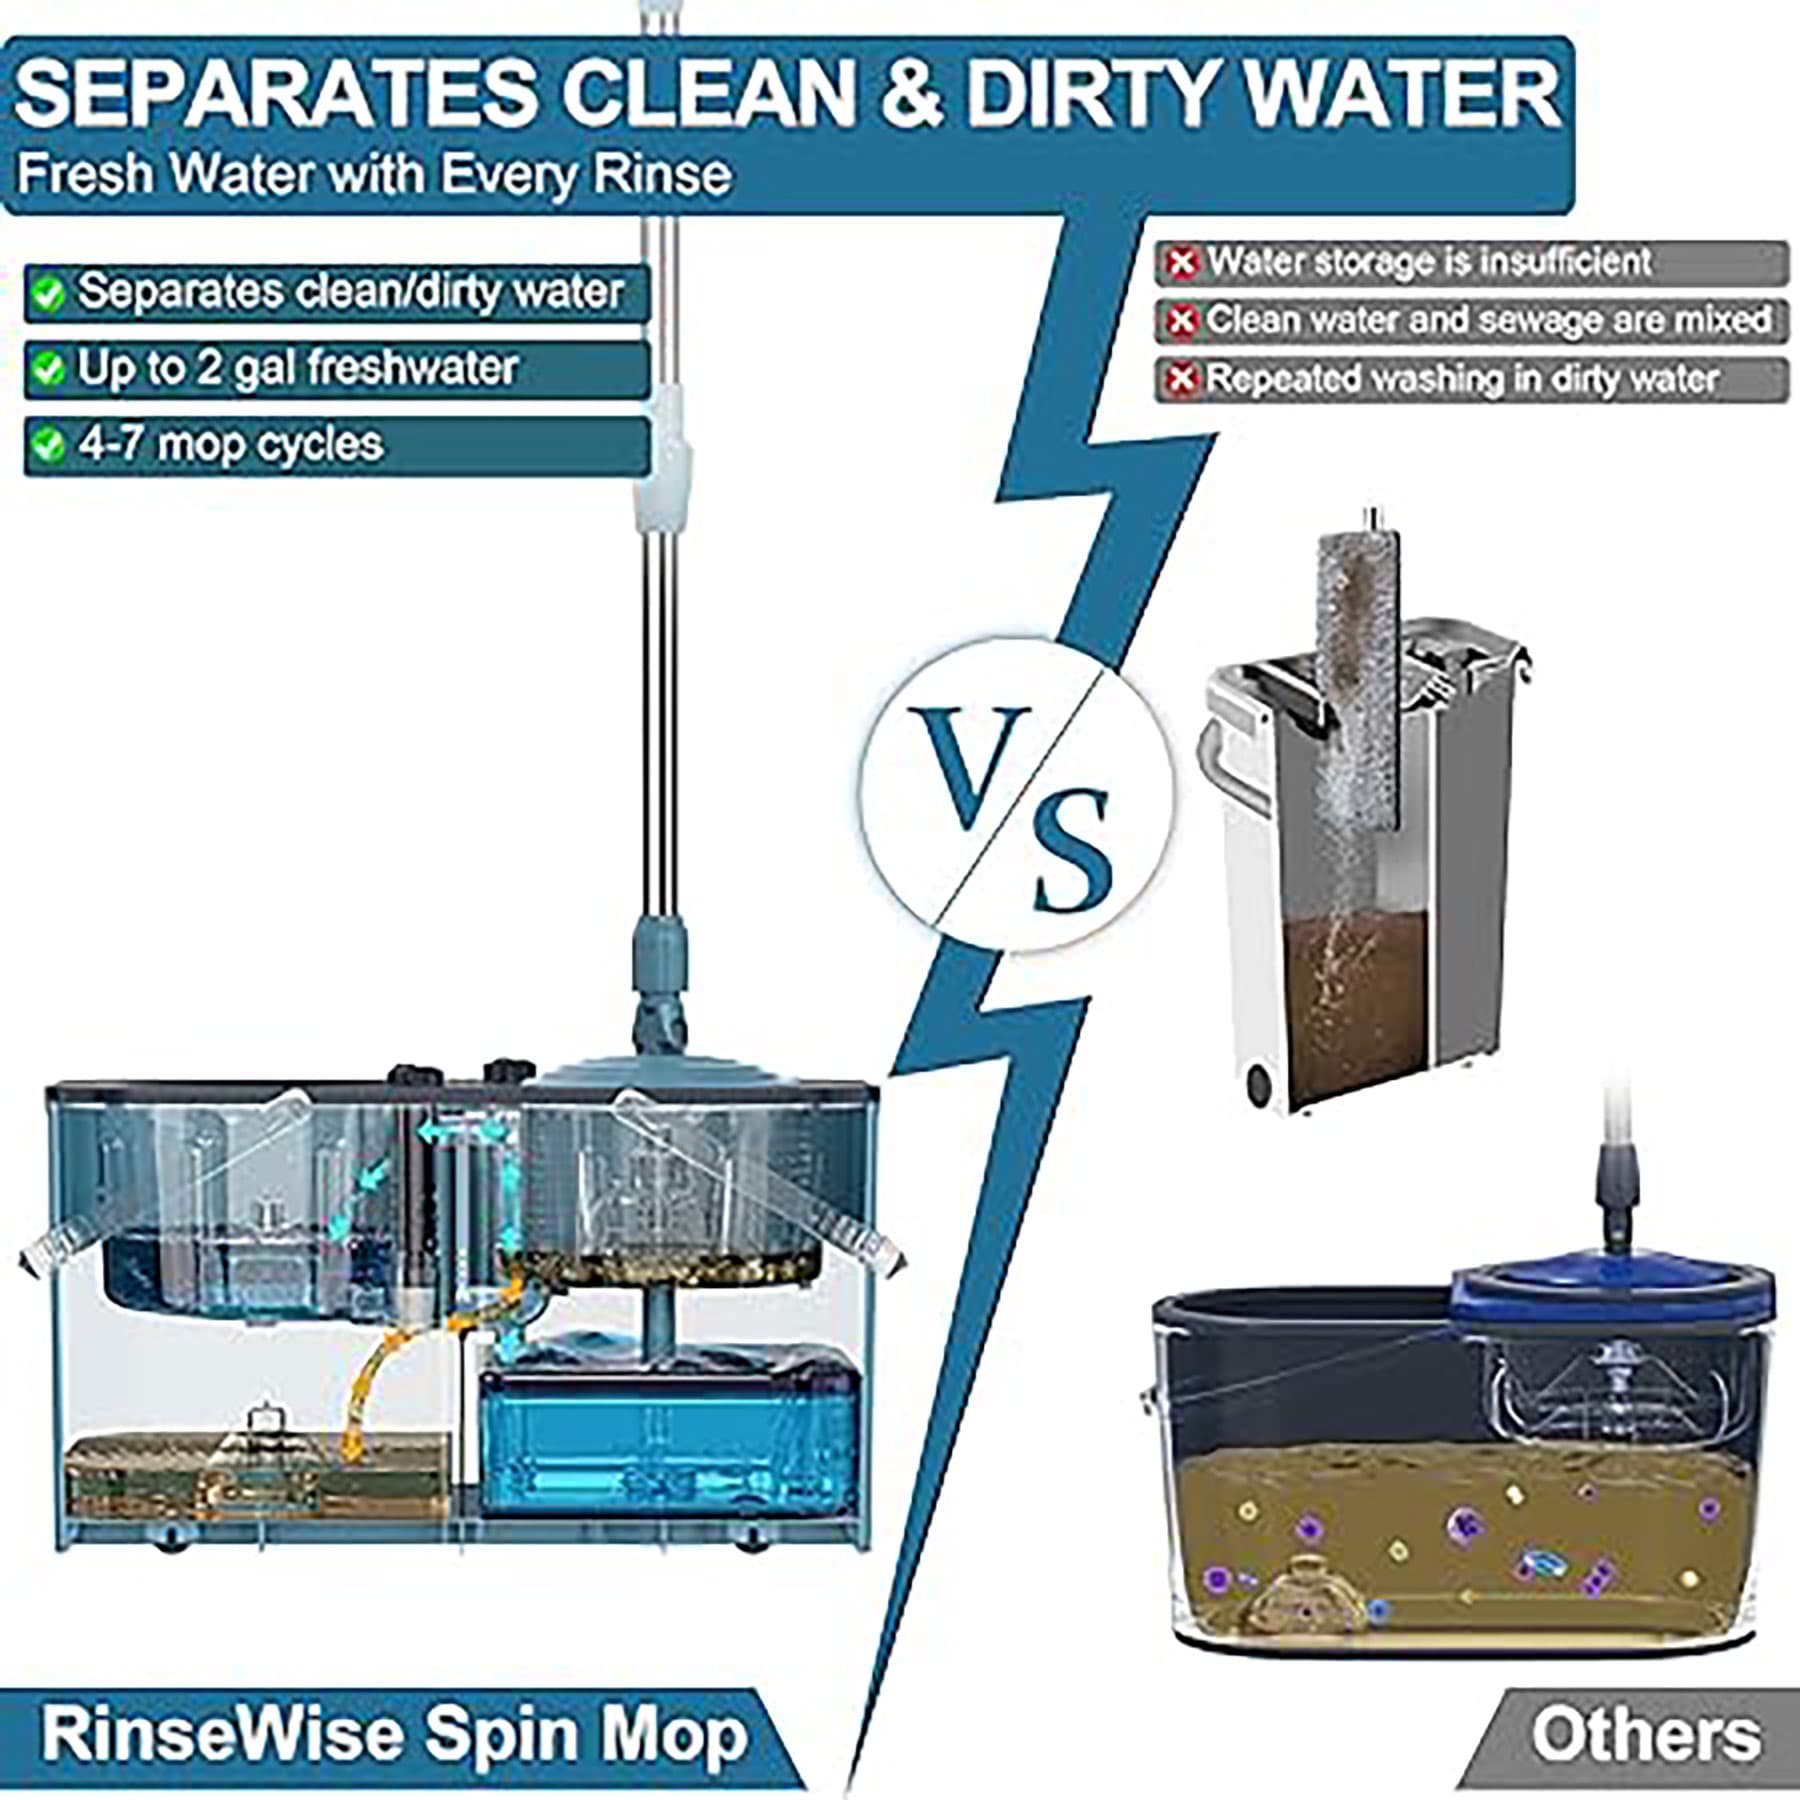 SEPARATES CLEAN & DIRTY WATER
Fresh Water with Every Rinse
Separates clean/dirty water
Up to 2 gal freshwater
4-7 mop cycles
Water storage is insufficient
Clean water and sewage are mixed
Repeated washing in dirty water
VS
RinseWise Spin Mop
Others